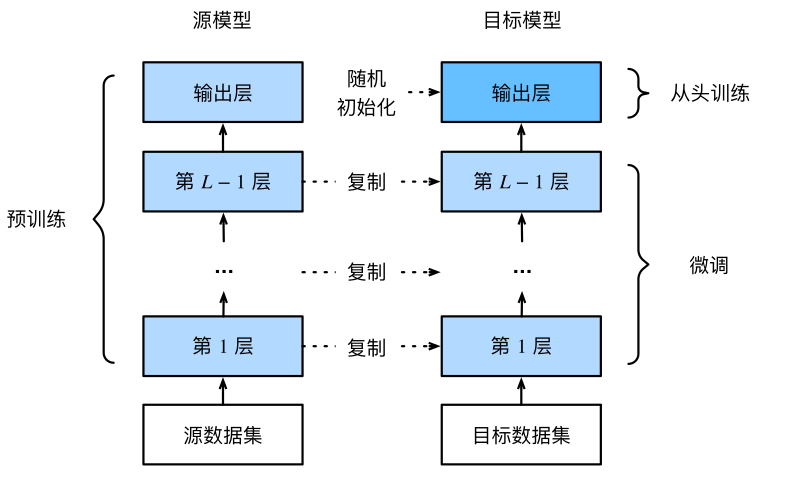 源模型
目标模型
输出层
随机
初始化
输出层
从头训练
第 L − 1 层
复制
第 L − 1 层
预训练
...
复制
...
微调
第 1 层
复制
第 1 层
源数据集
目标数据集